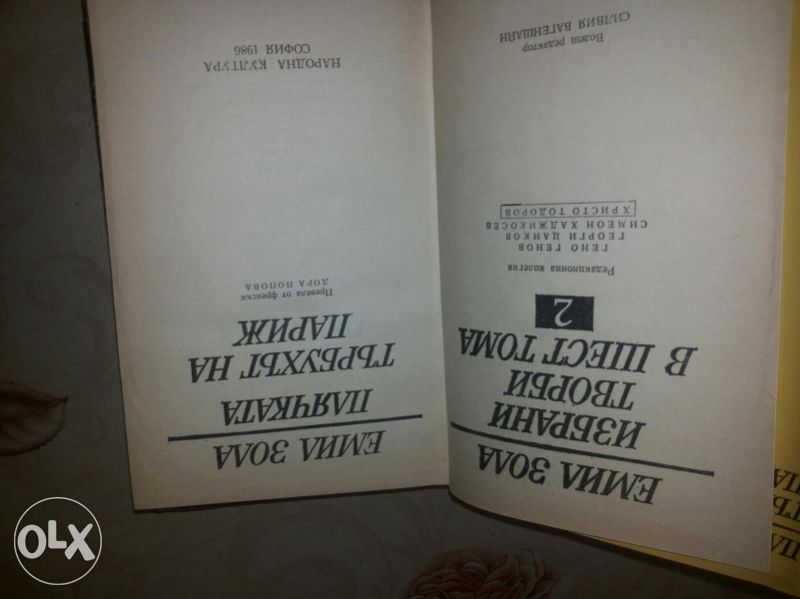 ЕМИЛ ЗОЛА
ИЗБРАНИ
ТВОРБИ
В ШЕСТ ТОМА
2
Редакционна колегия
ГЕНО ГЕНОВ
ГЕОРГИ ЦАНКОВ
СИМЕОН ХАДЖИКОСЕВ
ХРИСТО ТОДОРОВ
Водещ редактор
СИЛВИЯ ВАГЕНЩАЙН
ЕМИЛ ЗОЛА
ПЛЯЧКАТА
ТЪРБУХЪТ НА
ПАРИЖ
Превела от френски
ДОРА ПОПОВА
НАРОДНА КУЛТУРА
СОФИЯ 1986
OLX